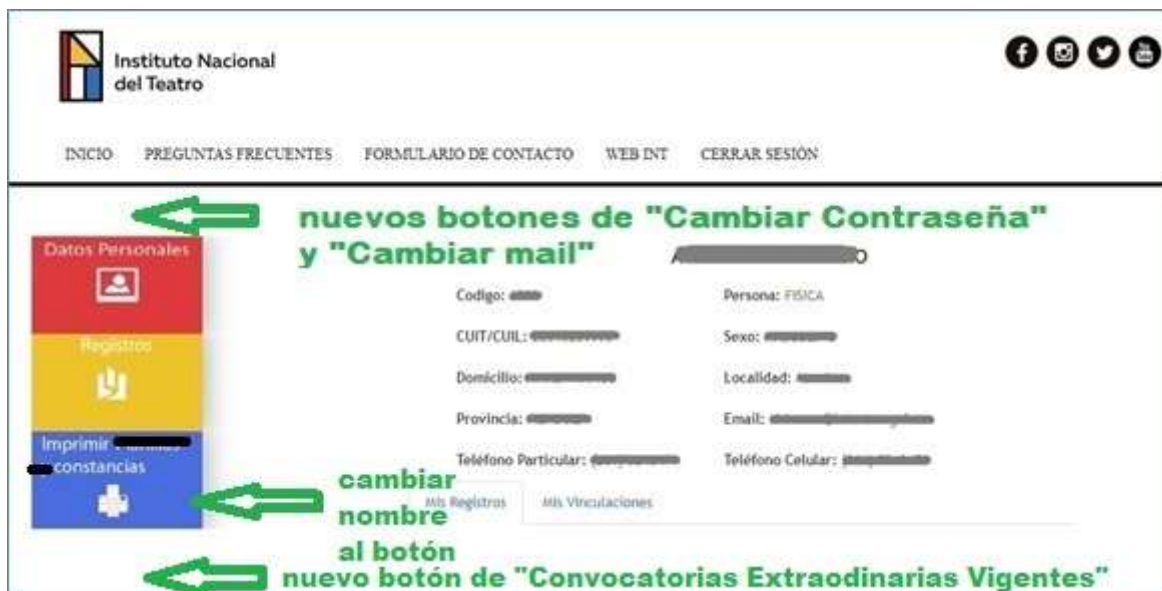 Instituto Nacional
del Teatro
INICIO PREGUNTAS FRECUENTES FORMULARIO DE CONTACTO WEB INT CERRAR SESIÓN
nuevos botones de "Cambiar Contraseña"
y "Cambiar mail"
A O
Datos Personales
Codigo: Persona: FISICA
CUIT/CUIL: Sexo:
Registros
Domicilio: Localidad:
Provincia: Email:
Imprimir
constancias
Teléfono Particular: Teléfono Celular:
Mis Registros Mis Vinculaciones
cambiar
nombre
al botón
nuevo botón de "Convocatorias Extraodinarias Vigentes"